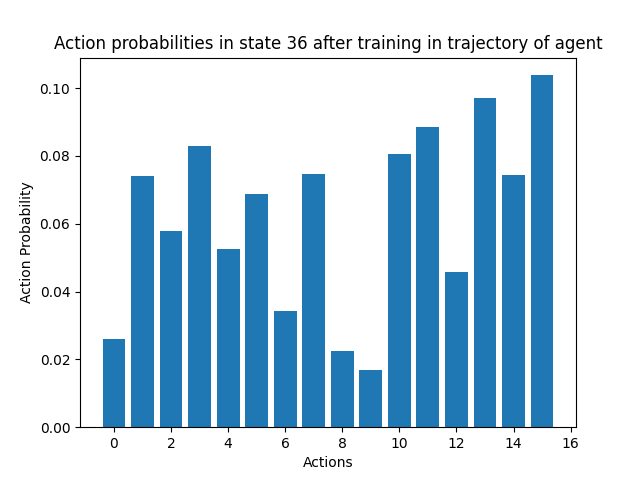 Action probabilities in state 36 after training in trajectory of agent
0.10
0.08
0.06
0.04
0.02
0.00
Action Probability
0 2 4 6 8 10 12 14 16
Actions